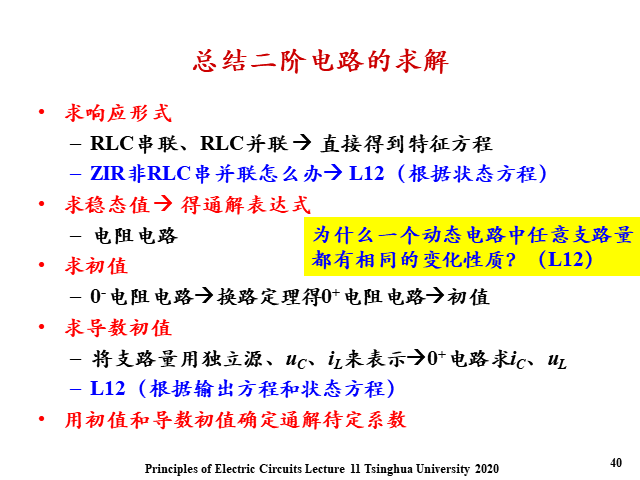 总结二阶电路的求解
• 求响应形式
– RLC串联、RLC并联→ 直接得到特征方程
– ZIR非RLC串并联怎么办→ L12（根据状态方程）
• 求稳态值→ 得通解表达式
– 电阻电路
为什么一个动态电路中任意支路量
都有相同的变化性质？（L12）
• 求初值
– 0-电阻电路→换路定理得0+电阻电路→初值
• 求导数初值
– 将支路量用独立源、uC、iL来表示→0+电路求iC、uL
– L12（根据输出方程和状态方程）
• 用初值和导数初值确定通解待定系数
Principles of Electric Circuits Lecture 11 Tsinghua University 2020
40